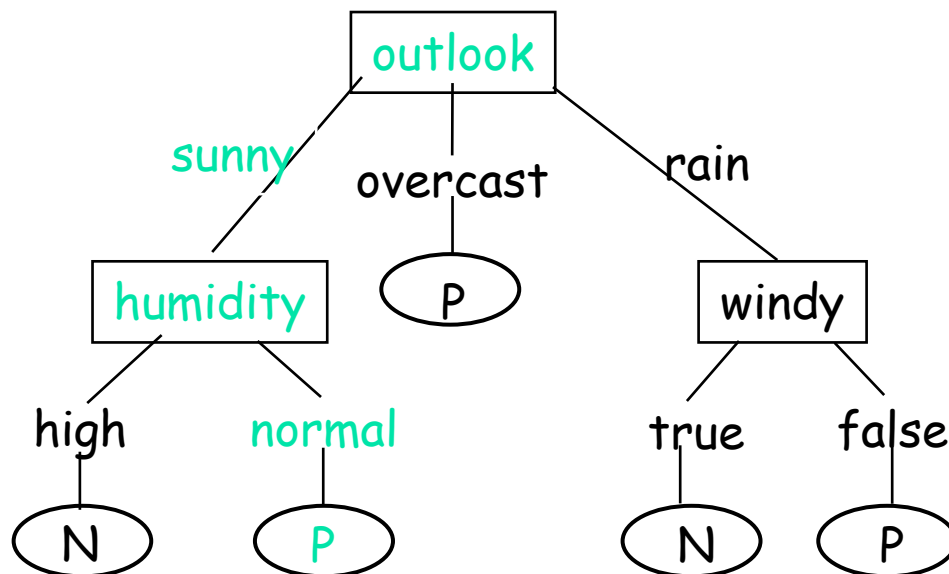 outlook
sunny
overcast
rain
humidity
P
windy
high
normal
true
false
N
P
N
P